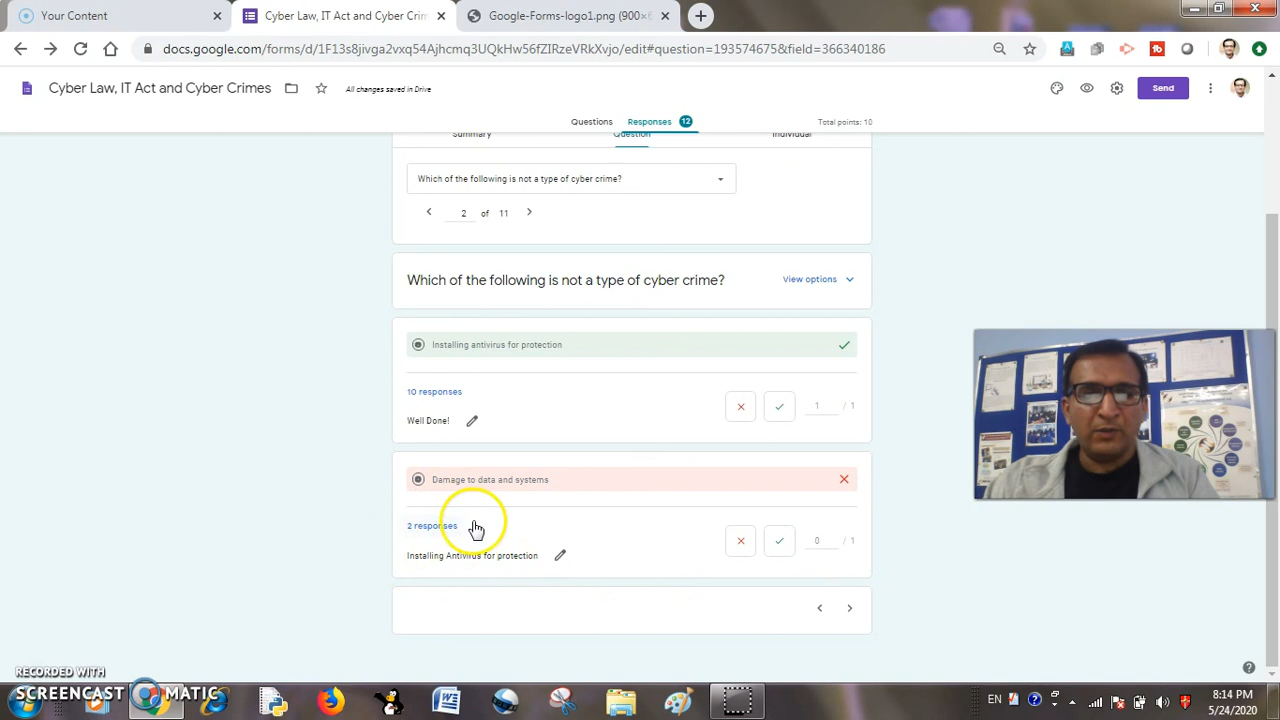 Your Content
Cyber Law, IT Act and Cyber Crim
Google-Forms-logo1.png (900×6
docs.google.com/forms/d/1F13s8jivga2vxq54Ajhcmq3UQkHw56fZIRzeVRkXvjo/edit#question=193574675&field=366340186
Cyber Law, IT Act and Cyber Crimes
All changes saved in Drive
Send
Questions
Responses 12
Total points: 10
Summary
Question
Individual
Which of the following is not a type of cyber crime?
2 of 11
Which of the following is not a type of cyber crime?
View options
Installing antivirus for protection
10 responses
1 / 1
Well Done!
Damage to data and systems
2 responses
0 / 1
Installing Antivirus for protection
RECORDED WITH
SCREENCAST MATIC
EN
8:14 PM
5/24/2020